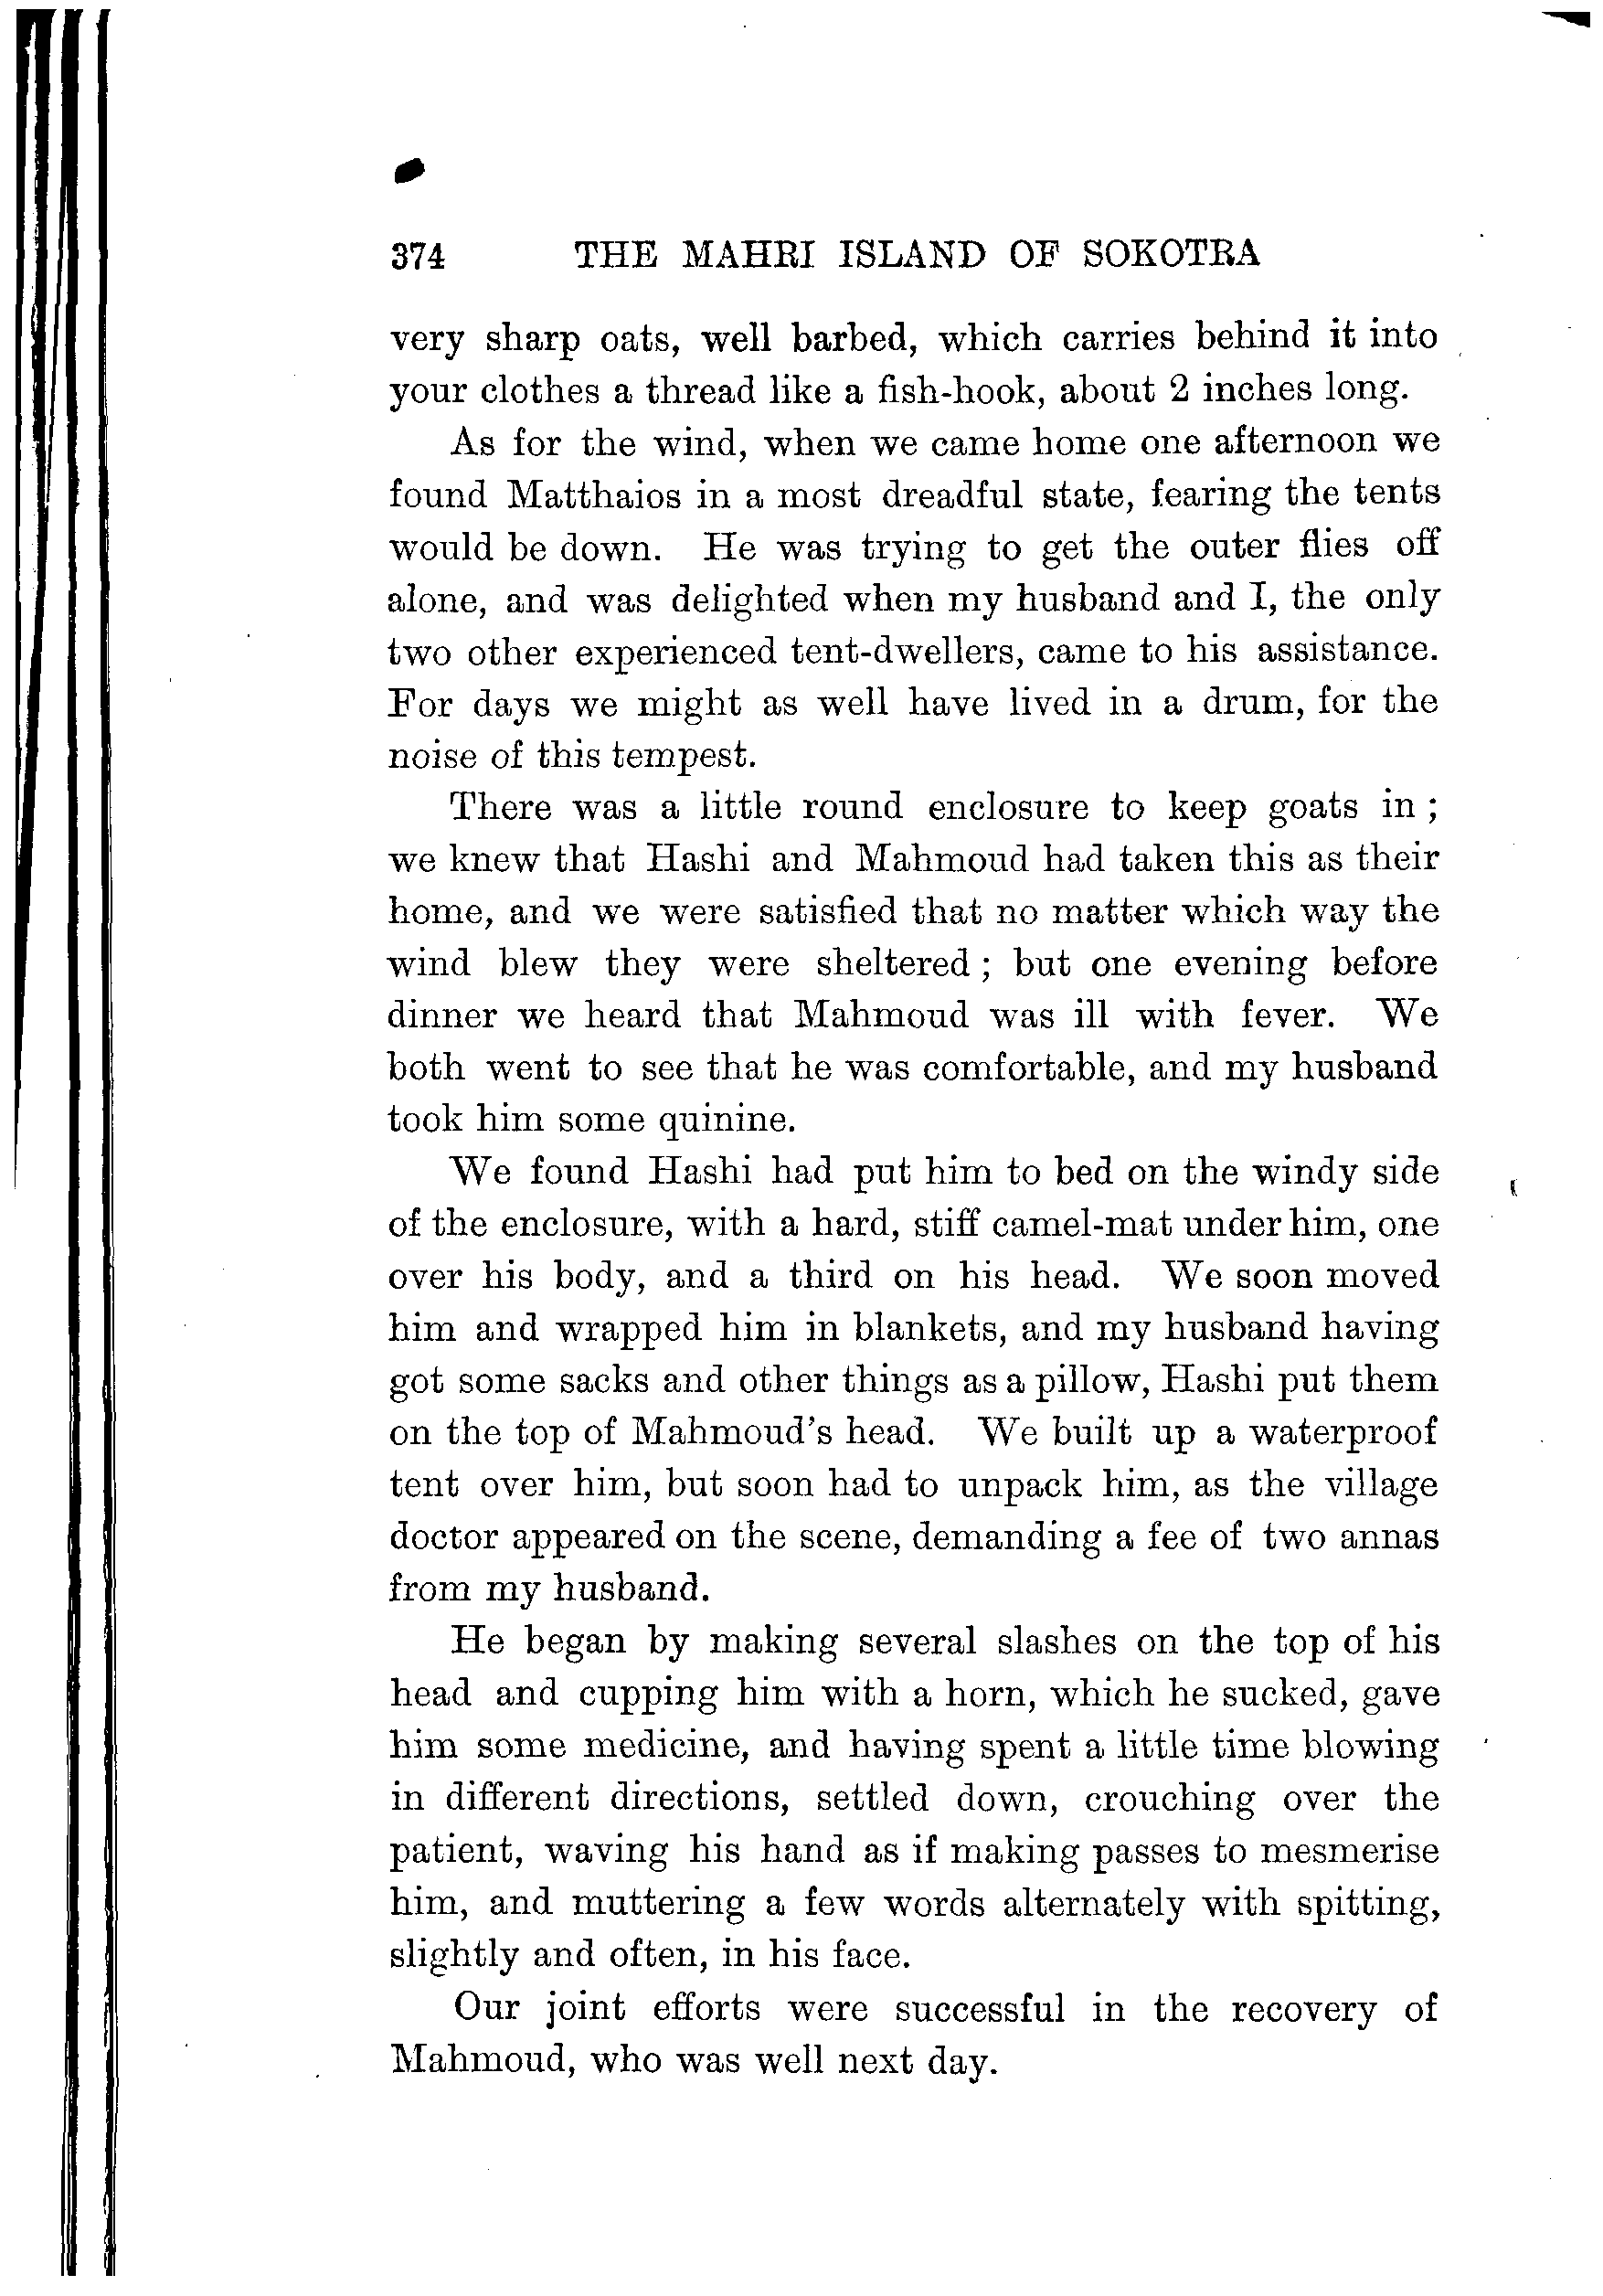 374 THE MAHRI ISLAND OF SOKOTRA
very sharp oats, well barbed, which carries behind it into
your clothes a thread like a fish-hook, about 2 inches long.
As for the wind, when we came home one afternoon we
found Matthaios in a most dreadful state, fearing the tents
would be down. He was trying to get the outer flies off
alone, and was delighted when my husband and I, the only
two other experienced tent-dwellers, came to his assistance.
For days we might as well have lived in a drum, for the
noise of this tempest.
There was a little round enclosure to keep goats in ;
we knew that Hashi and Mahmoud had taken this as their
home, and we were satisfied that no matter which way the
wind blew they were sheltered ; but one evening before
dinner we heard that Mahmoud was ill with fever. We
both went to see that he was comfortable, and my husband
took him some quinine.
We found Hashi had put him to bed on the windy side
of the enclosure, with a hard, stiff camel-mat under him, one
over his body, and a third on his head. We soon moved
him and wrapped him in blankets, and my husband having
got some sacks and other things as a pillow, Hashi put them
on the top of Mahmoud's head. We built up a waterproof
tent over him, but soon had to unpack him, as the village
doctor appeared on the scene, demanding a fee of two annas
from my husband.
He began by making several slashes on the top of his
head and cupping him with a horn, which he sucked, gave
him some medicine, and having spent a little time blowing
in different directions, settled down, crouching over the
patient, waving his hand as if making passes to mesmerise
him, and muttering a few words alternately with spitting,
slightly and often, in his face.
Our joint efforts were successful in the recovery of
Mahmoud, who was well next day.